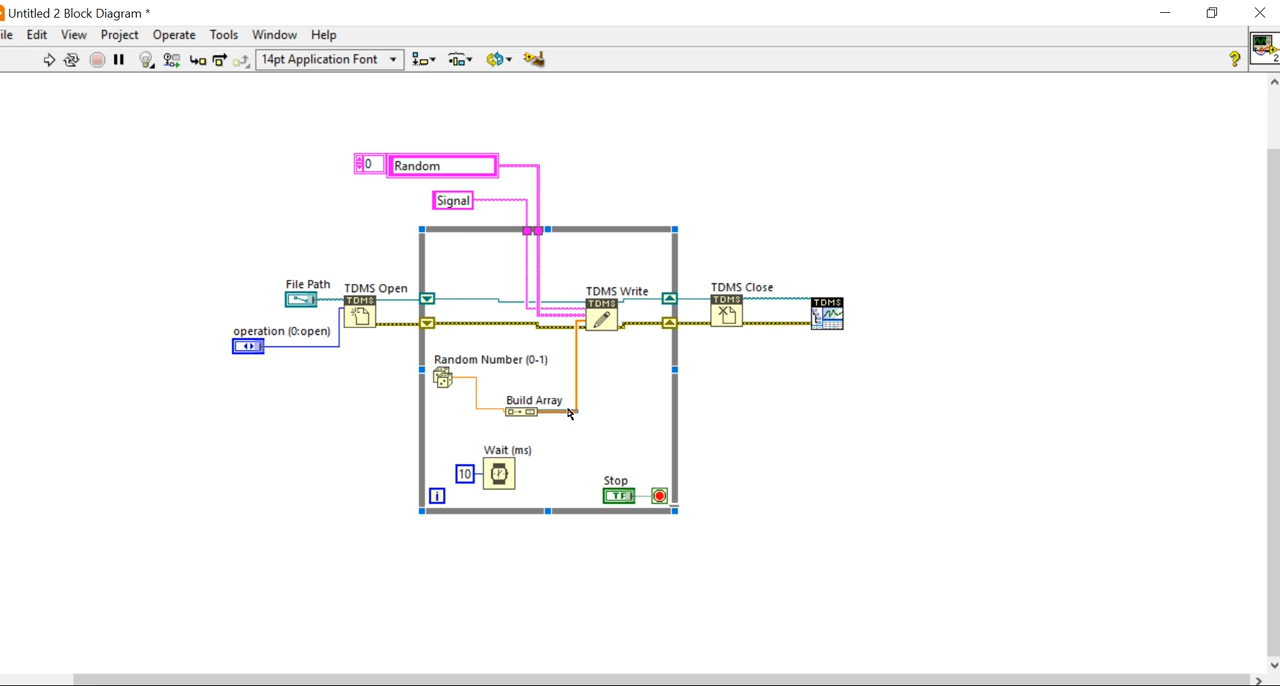 Untitled 2 Block Diagram *
ile Edit View Project Operate Tools Window Help
14pt Application Font
?
2
0 Random
Signal
File Path
TDMS Open
TDMS
TDMS Write
TDMS
TDMS Close
TDMS
TDMS
operation (0:open)
Random Number (0-1)
Build Array
Wait (ms)
10
Stop
TF
i